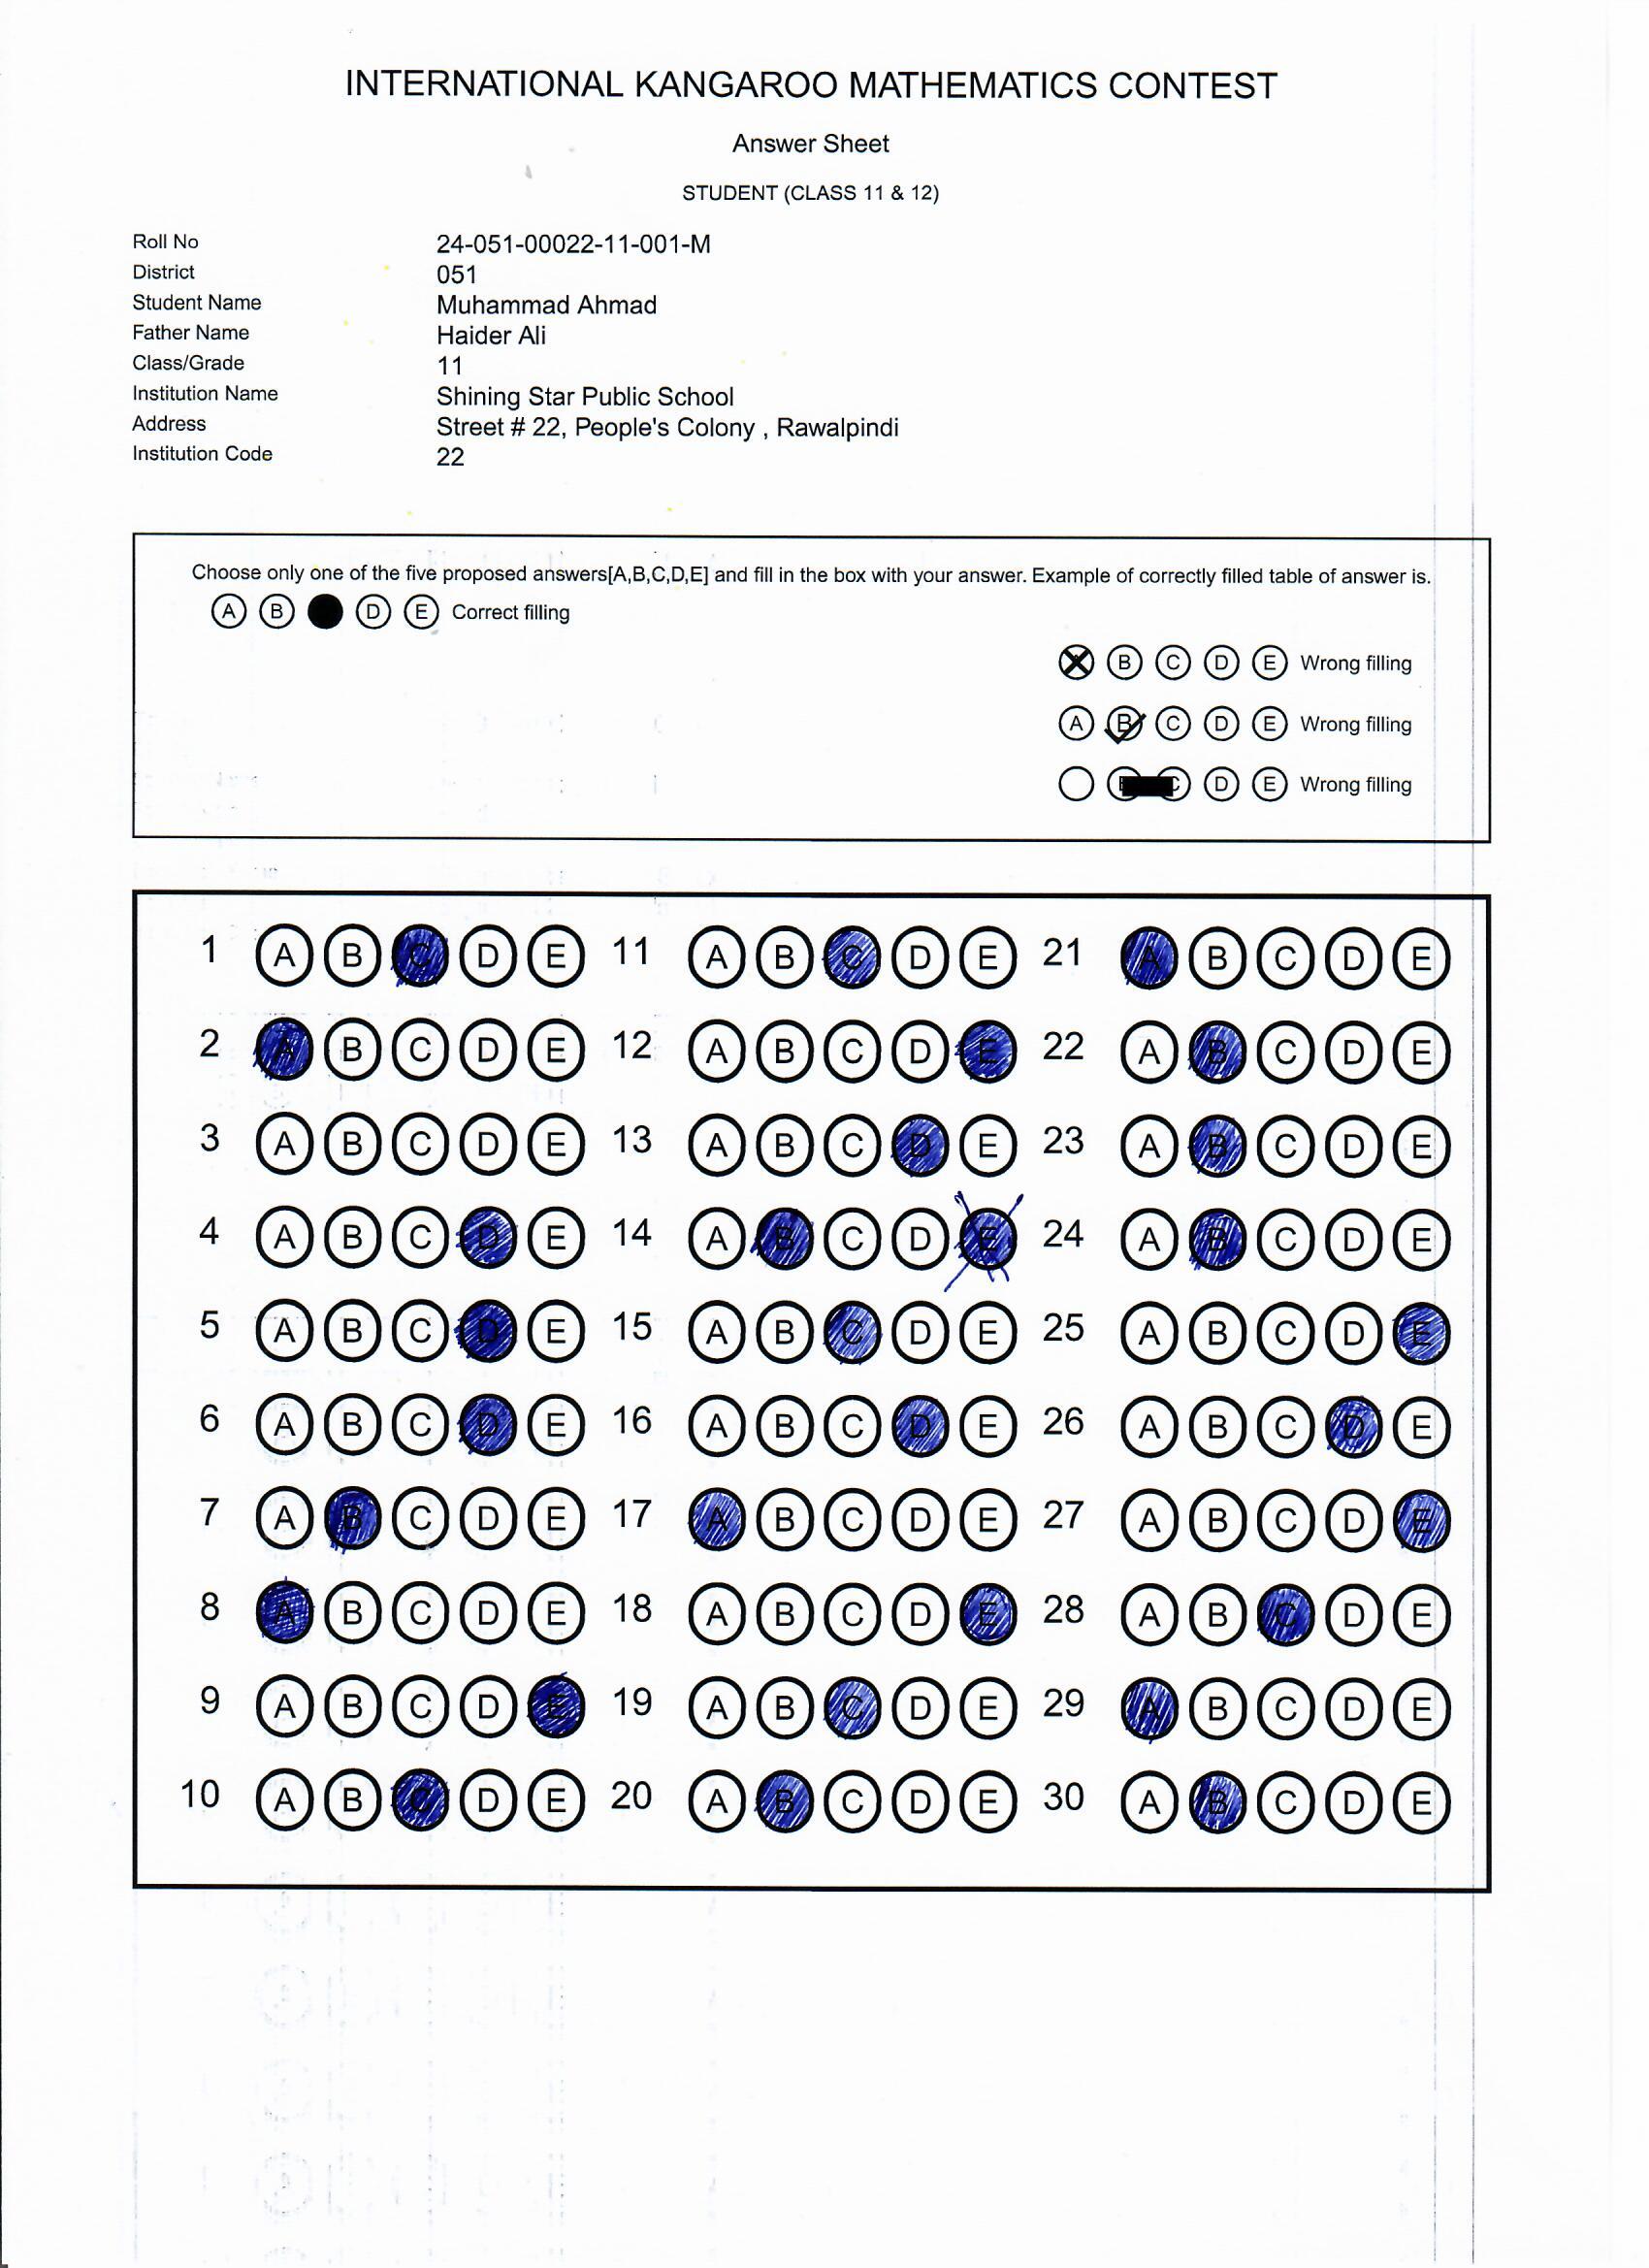 INTERNATIONAL KANGAROO MATHEMATICS CONTEST
Answer Sheet
STUDENT (CLASS 11 & 12)
Roll No 24-051-00022-11-001-M
District 051
Student Name Muhammad Ahmad
Father Name Haider Ali
Class/Grade 11
Institution Name Shining Star Public School
Address Street # 22, People's Colony , Rawalpindi
Institution Code 22
Choose only one of the five proposed answers[A,B,C,D,E] and fill in the box with your answer. Example of correctly filled table of answer is.
A B D E Correct filling
B C D E Wrong filling
A B C D E Wrong filling
C D E Wrong filling
1 A B C D E 11 A B C D E 21 A B C D E
2 A B C D E 12 A B C D E 22 A B C D E
3 A B C D E 13 A B C D E 23 A B C D E
4 A B C D E 14 A B C D E 24 A B C D E
5 A B C D E 15 A B C D E 25 A B C D E
6 A B C D E 16 A B C D E 26 A B C D E
7 A B C D E 17 A B C D E 27 A B C D E
8 A B C D E 18 A B C D E 28 A B C D E
9 A B C D E 19 A B C D E 29 A B C D E
10 A B C D E 20 A B C D E 30 A B C D E